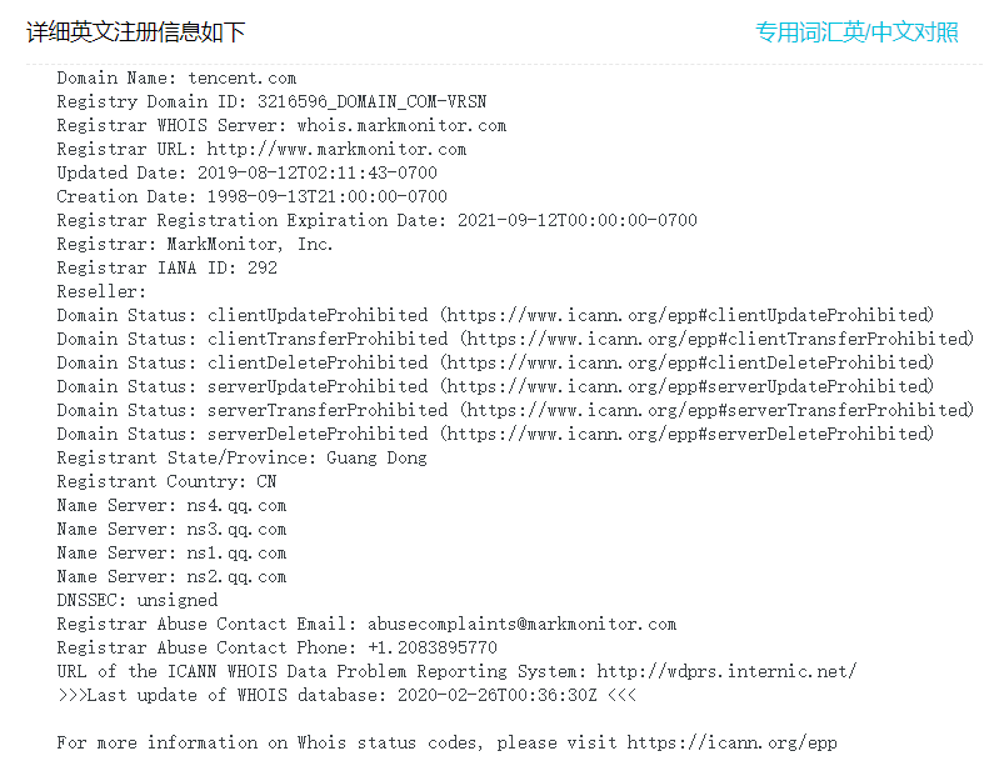 详细英文注册信息如下
专用词汇英/中文对照
Domain Name: tencent.com
Registry Domain ID: 3216596_DOMAIN_COM-VRSN
Registrar WHOIS Server: whois.markmonitor.com
Registrar URL: http://www.markmonitor.com
Updated Date: 2019-08-12T02:11:43-0700
Creation Date: 1998-09-13T21:00:00-0700
Registrar Registration Expiration Date: 2021-09-12T00:00:00-0700
Registrar: MarkMonitor, Inc.
Registrar IANA ID: 292
Reseller:
Domain Status: clientUpdateProhibited (https://www.icann.org/epp#clientUpdateProhibited)
Domain Status: clientTransferProhibited (https://www.icann.org/epp#clientTransferProhibited)
Domain Status: clientDeleteProhibited (https://www.icann.org/epp#clientDeleteProhibited)
Domain Status: serverUpdateProhibited (https://www.icann.org/epp#serverUpdateProhibited)
Domain Status: serverTransferProhibited (https://www.icann.org/epp#serverTransferProhibited)
Domain Status: serverDeleteProhibited (https://www.icann.org/epp#serverDeleteProhibited)
Registrant State/Province: Guang Dong
Registrant Country: CN
Name Server: ns4.qq.com
Name Server: ns3.qq.com
Name Server: ns1.qq.com
Name Server: ns2.qq.com
DNSSEC: unsigned
Registrar Abuse Contact Email: abusecomplaints@markmonitor.com
Registrar Abuse Contact Phone: +1.2083895770
URL of the ICANN WHOIS Data Problem Reporting System: http://wdprs.internic.net/
>>>Last update of WHOIS database: 2020-02-26T00:36:30Z <<<
For more information on Whois status codes, please visit https://icann.org/epp